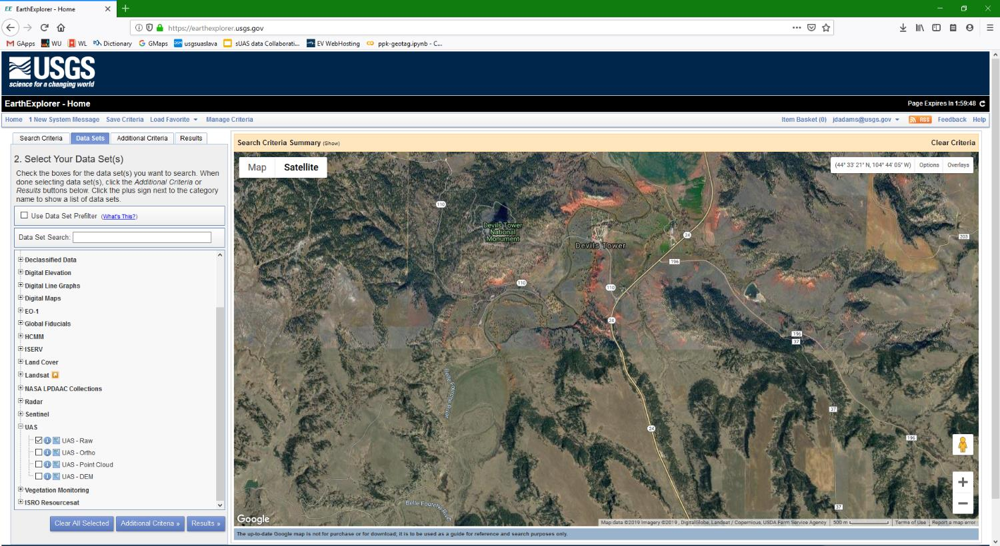 EE EarthExplorer - Home
https://earthexplorer.usgs.gov
GApps WU WL Dictionary GMaps usgsuaslava sUAS data Collaborati... EV WebHosting ppk-geotag.ipynb - C...
USGS
science for a changing world
EarthExplorer - Home
Page Expires In 1:59:48
Home 1 New System Message Save Criteria Load Favorite Manage Criteria
Item Basket (0) jdadams@usgs.gov RSS Feedback Help
Search Criteria Data Sets Additional Criteria Results
2. Select Your Data Set(s)
Check the boxes for the data set(s) you want to search. When
done selecting data set(s), click the Additional Criteria or
Results buttons below. Click the plus sign next to the category
name to show a list of data sets.
Use Data Set Prefilter (What's This?)
Data Set Search:
Declassified Data
Digital Elevation
Digital Line Graphs
Digital Maps
EO-1
Global Fiducials
HCMM
ISERV
Land Cover
Landsat
NASA LPDAAC Collections
Radar
Sentinel
UAS
UAS - Raw
UAS - Ortho
UAS - Point Cloud
UAS - DEM
Vegetation Monitoring
ISRO Resourcesat
Clear All Selected Additional Criteria » Results »
Search Criteria Summary (Show)
Clear Criteria
Map Satellite
(44° 33' 21" N, 104° 44' 05" W) Options Overlays
110
Devils Tower
National
Monument
Devils Tower
24
203
196
110
110
24
196
37
Belle Fourche River
37
24
196
Belle Fourche River
37
Google
Map data ©2019 Imagery ©2019 , DigitalGlobe, Landsat / Copernicus, USDA Farm Service Agency 500 m Terms of Use Report a map error
The up-to-date Google map is not for purchase or for download; it is to be used as a guide for reference and search purposes only.